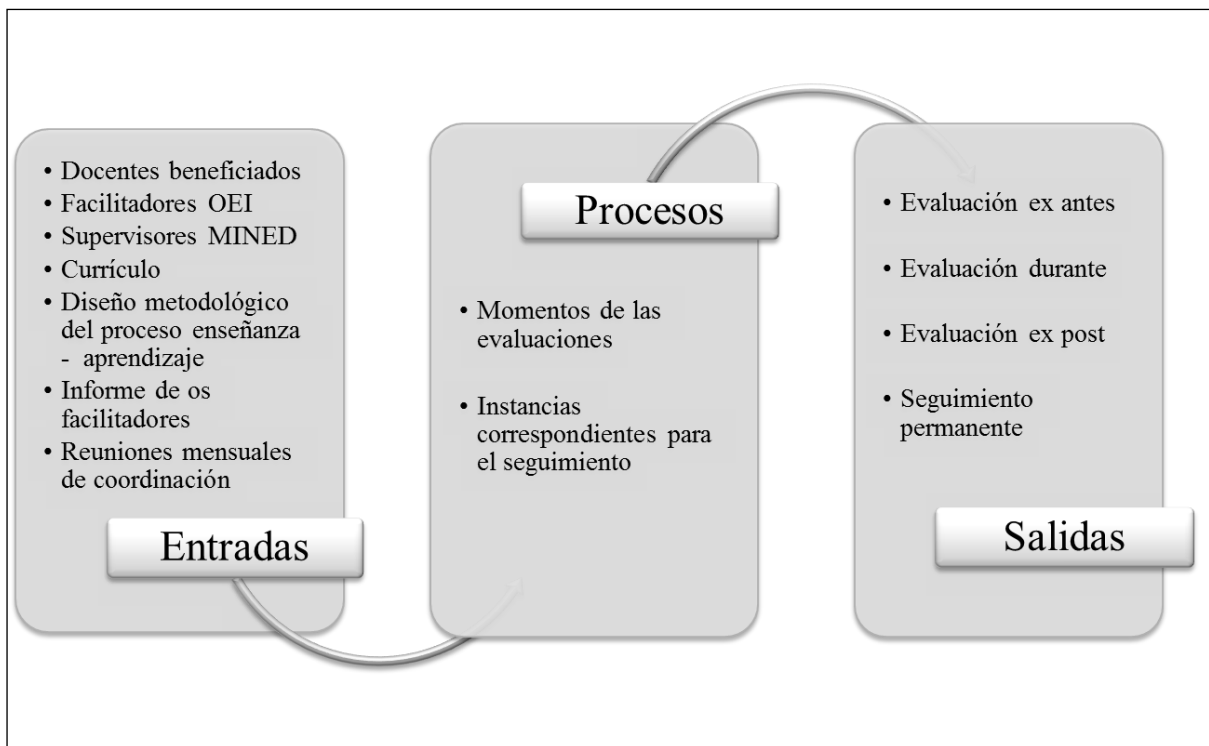 • Docentes beneficiados
• Facilitadores OEI
• Supervisores MINED
• Currículo
• Diseño metodológico
del proceso enseñanza
- aprendizaje
• Informe de os
facilitadores
• Reuniones mensuales
de coordinación
Entradas
Procesos
• Momentos de las
evaluaciones
• Instancias
correspondientes para
el seguimiento
• Evaluación ex antes
• Evaluación durante
• Evaluación ex post
• Seguimiento
permanente
Salidas